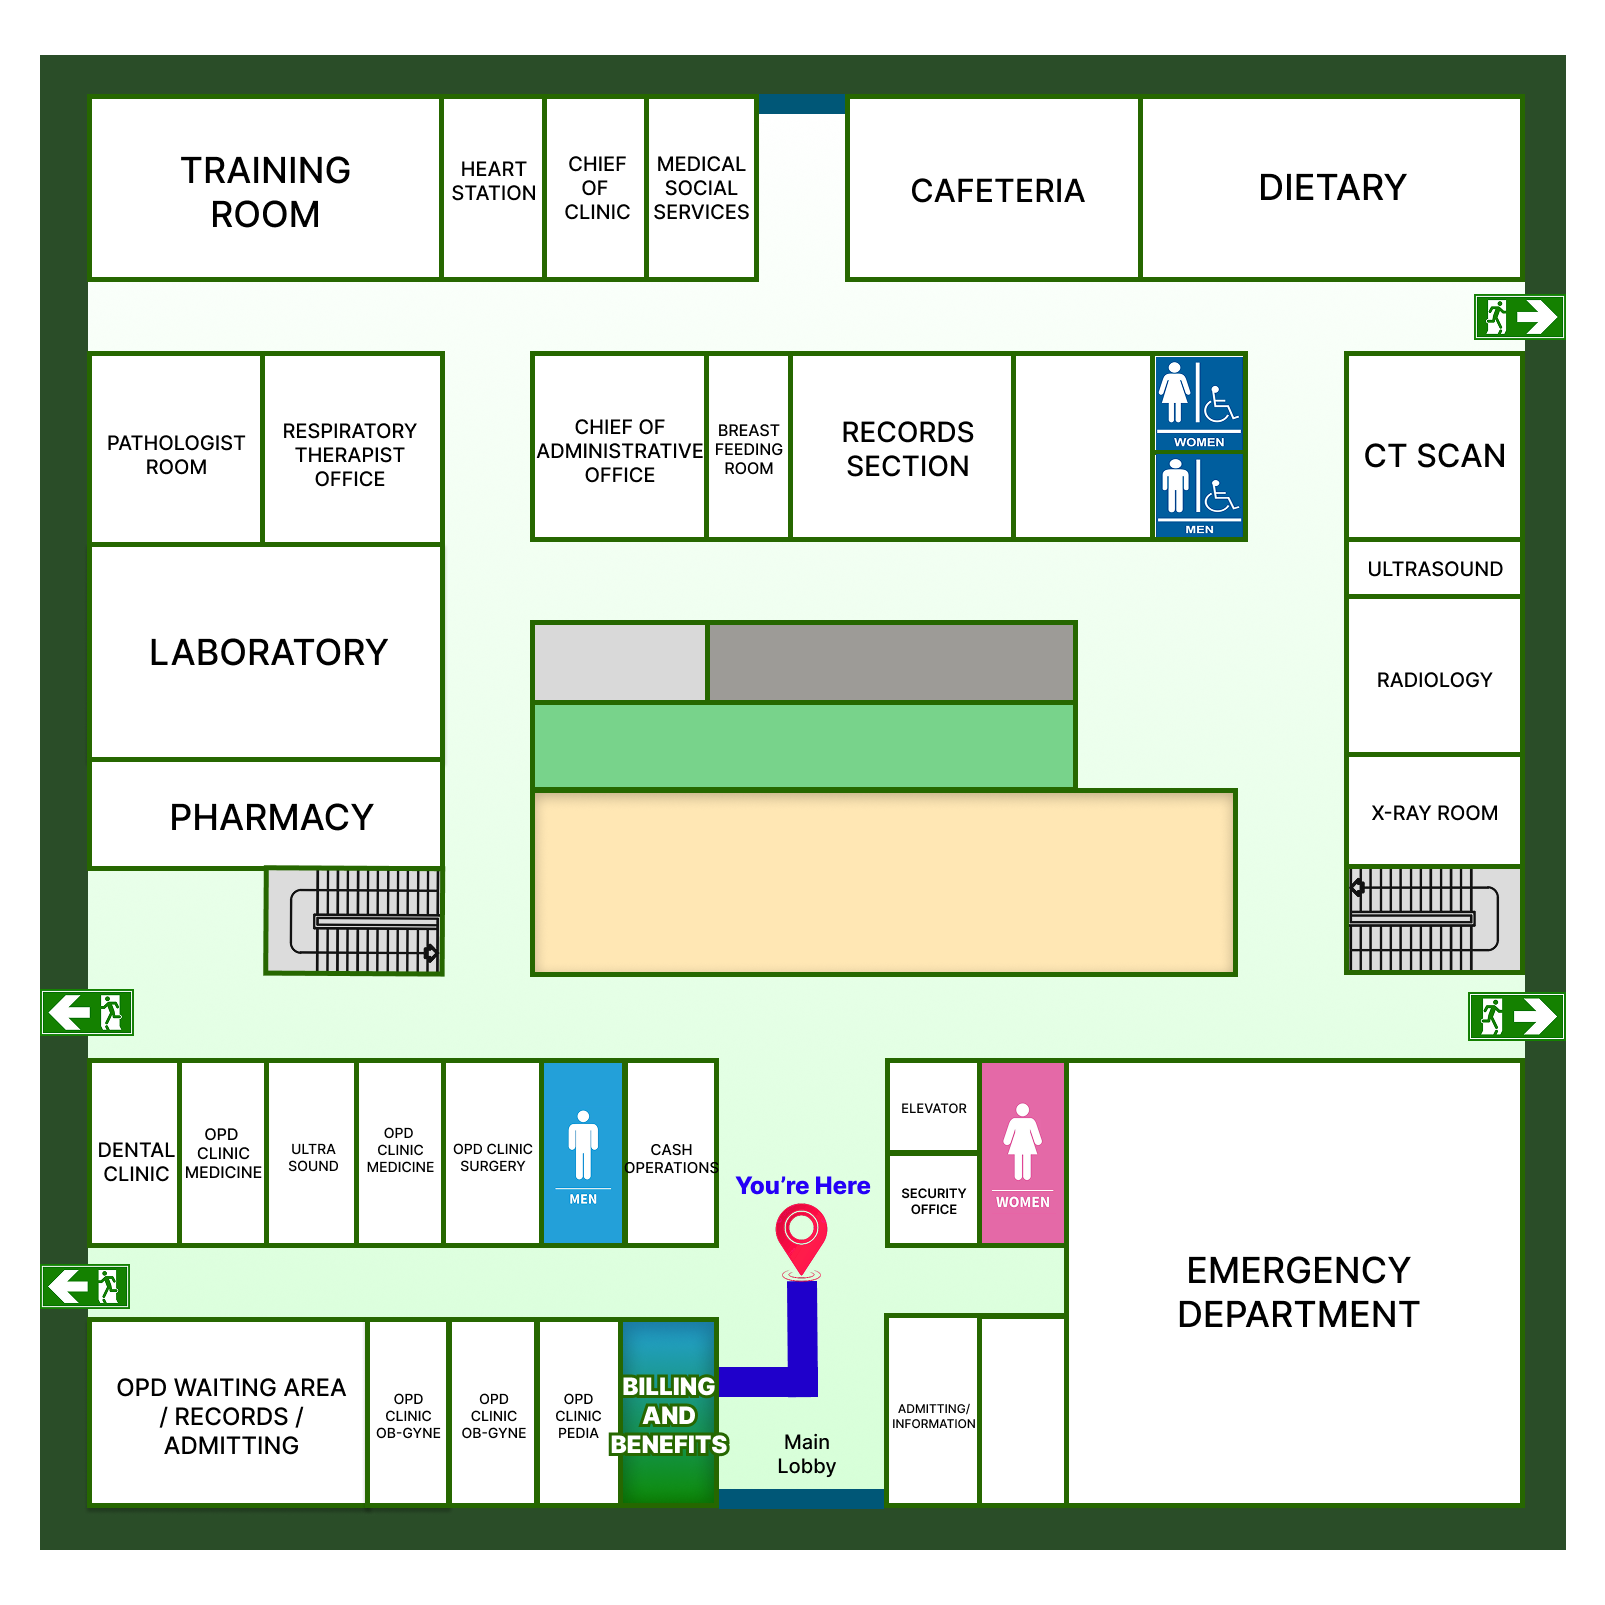 TRAINING
ROOM
HEART
STATION
CHIEF
OF
CLINIC
MEDICAL
SOCIAL
SERVICES
CAFETERIA
DIETARY
PATHOLOGIST
ROOM
RESPIRATORY
THERAPIST
OFFICE
CHIEF OF
ADMINISTRATIVE
OFFICE
BREAST
FEEDING
ROOM
RECORDS
SECTION
WOMEN
MEN
CT SCAN
ULTRASOUND
LABORATORY
RADIOLOGY
PHARMACY
X-RAY ROOM
DENTAL
CLINIC
OPD
CLINIC
MEDICINE
ULTRA
SOUND
OPD
CLINIC
MEDICINE
OPD CLINIC
SURGERY
MEN
CASH
OPERATIONS
You're Here
ELEVATOR
SECURITY
OFFICE
WOMEN
EMERGENCY
DEPARTMENT
OPD WAITING AREA
/ RECORDS /
ADMITTING
OPD
CLINIC
OB-GYNE
OPD
CLINIC
OB-GYNE
OPD
CLINIC
PEDIA
BILLING
AND
BENEFITS
Main
Lobby
ADMITTING/
INFORMATION